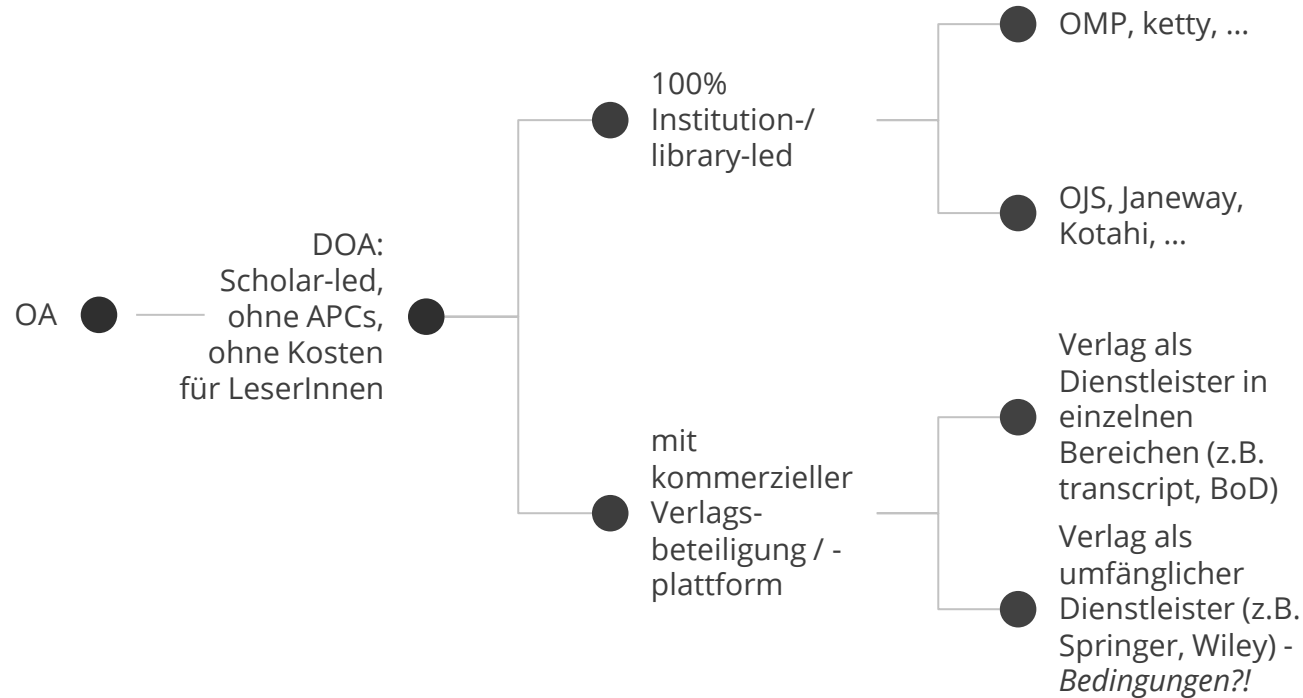 OA
DOA:
Scholar-led,
ohne APCs,
ohne Kosten
für LeserInnen
100%
Institution-/
library-led
OMP, ketty, ...
OJS, Janeway,
Kotahi, ...
mit
kommerzieller
Verlags-
beteiligung / -
plattform
Verlag als
Dienstleister in
einzelnen
Bereichen (z.B.
transcript, BoD)
Verlag als
umfänglicher
Dienstleister (z.B.
Springer, Wiley) -
Bedingungen?!